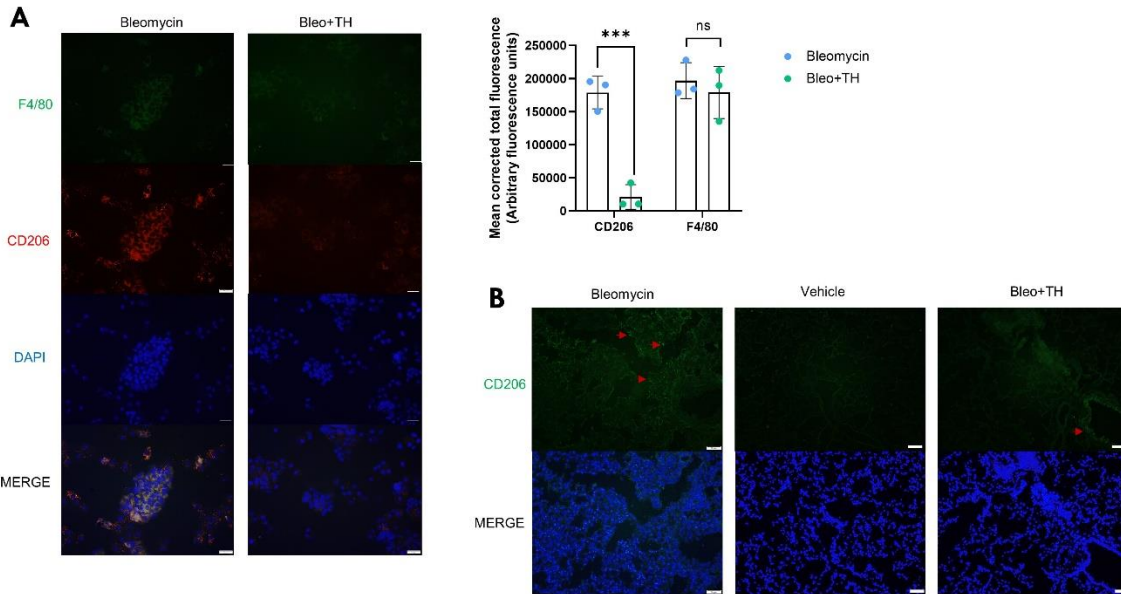 A
Bleomycin
Bleo+TH
F4/80
CD206
DAPI
MERGE
Mean corrected total fluorescence
(Arbitrary fluorescence units)
250000
200000
150000
100000
50000
0
***
ns
CD206
F4/80
Bleomycin
Bleo+TH
B
Bleomycin
Vehicle
Bleo+TH
CD206
MERGE